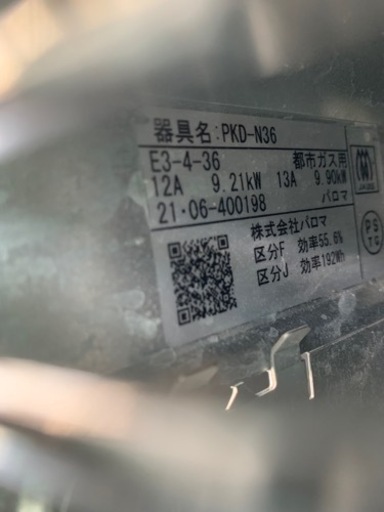 器具名:PKD-N36
E3-4-36 都市ガス用
12A 9.21kW 13A 9.90kW
21・06-400198 パロマ
株式会社パロマ
区分F 効率55.6%
区分J 効率192Wh
PS
TG